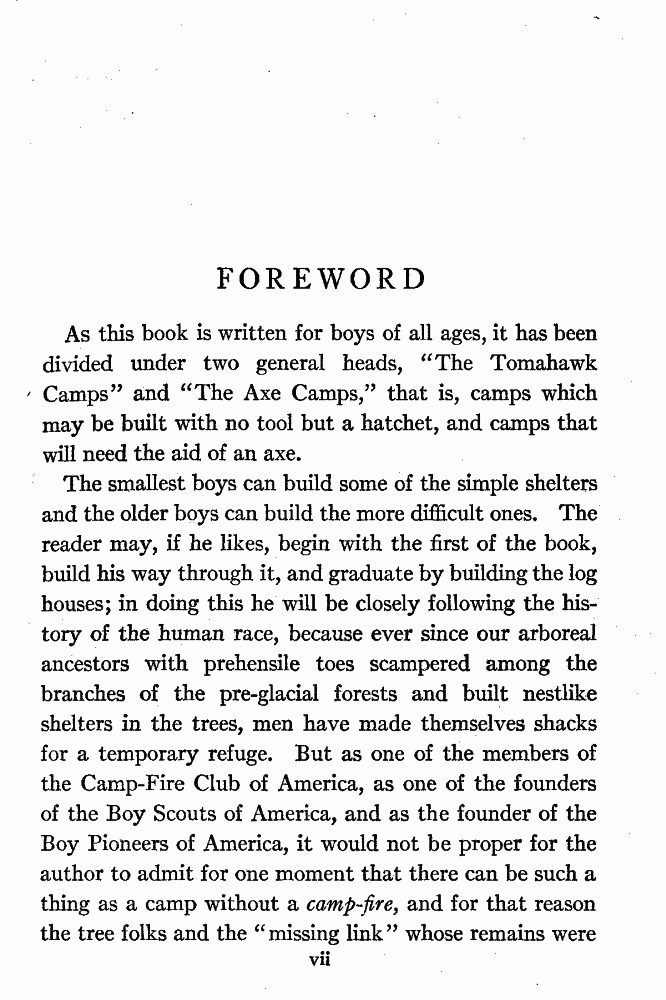 FOREWORD
As this book is written for boys of all ages, it has been
divided under two general heads, “The Tomahawk
Camps” and “The Axe Camps,” that is, camps which
may be built with no tool but a hatchet, and camps that
will need the aid of an axe.
The smallest boys can build some of the simple shelters
and the older boys can build the more difficult ones. The
reader may, if he likes, begin with the first of the book,
build his way through it, and graduate by building the log
houses; in doing this he will be closely following the his-
tory of the human race, because ever since our arboreal
ancestors with prehensile toes scampered among the
branches of the pre-glacial forests and built nestlike
shelters in the trees, men have made themselves shacks
for a temporary refuge. But as one of the members of
the Camp-Fire Club of America, as one of the founders
of the Boy Scouts of America, and as the founder of the
Boy Pioneers of America, it would not be proper for the
author to admit for one moment that there can be such a
thing as a camp without a camp-fire, and for that reason
the tree folks and the “missing link” whose remains were
vii